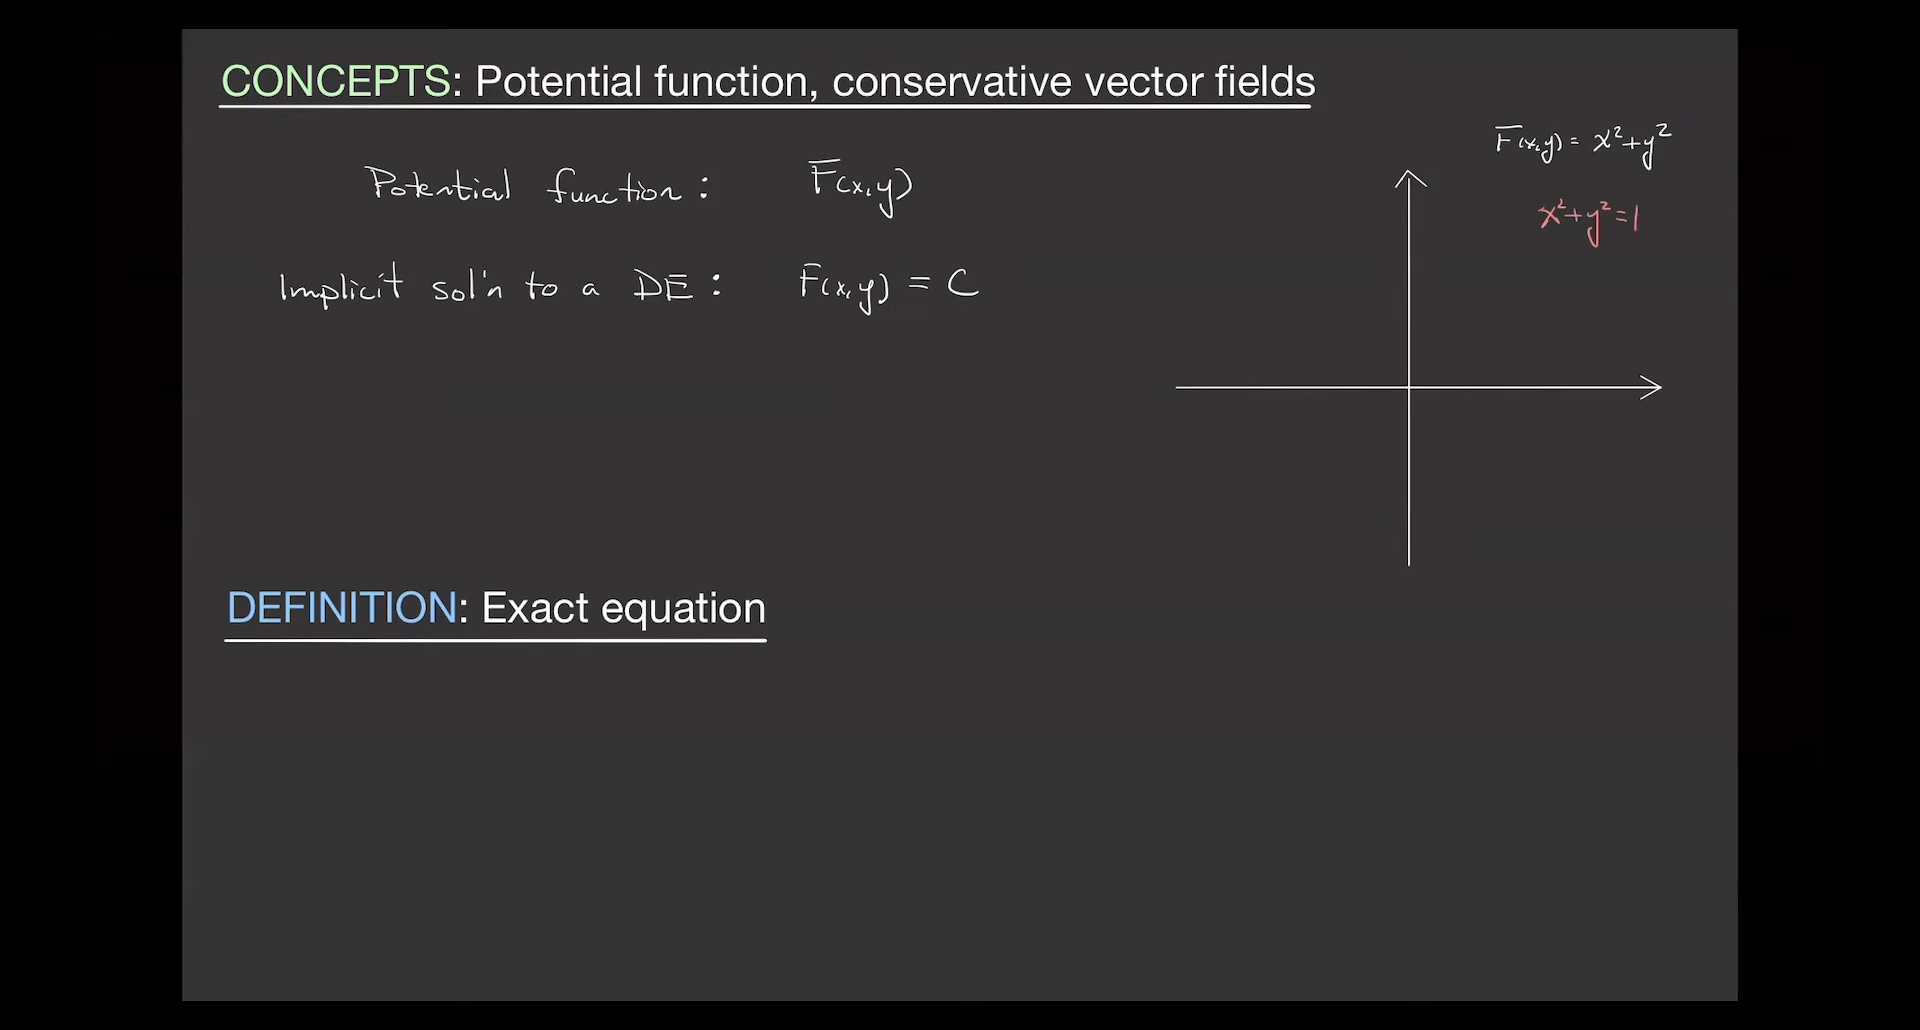 CONCEPTS: Potential function, conservative vector fields
F(x,y) = x²+y²
Potential function: F(x,y)
x²+y²=1
Implicit sol'n to a DE: F(x,y) = C
DEFINITION: Exact equation